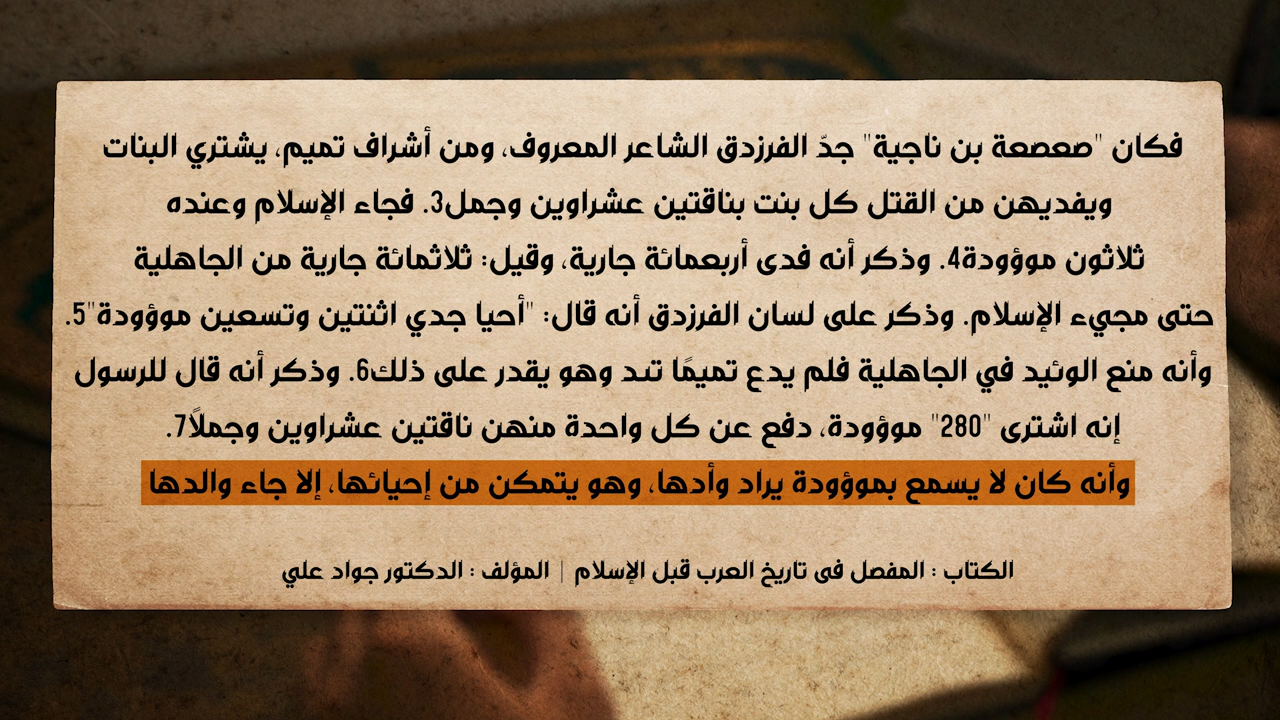 فكان "صعصعة بن ناجية" جدّ الفرزدق الشاعر المعروف، ومن أشراف تميم، يشتري البنات
ويفديهن من القتل كل بنت بناقتين عشراوين وجمل3. فجاء الإسلام وعنده
ثلاثون موؤودة4. وذكر أنه فدى أربعمائة جارية، وقيل: ثلاثمائة جارية من الجاهلية
حتى مجيء الإسلام. وذكر على لسان الفرزدق أنه قال: "أحيا جدي اثنتين وتسعين موؤودة"5.
وأنه منع الوئيد في الجاهلية فلم يدع تميمًا تئد وهو يقدر على ذلك6. وذكر أنه قال للرسول
إنه اشترى "280" موؤودة، دفع عن كل واحدة منهن ناقتين عشراوين وجملًا7.
وأنه كان لا يسمع بموؤودة يراد وأدها، وهو يتمكن من إحيائها، إلا جاء والدها
الكتاب : المفصل فى تاريخ العرب قبل الإسلام | المؤلف : الدكتور جواد علي